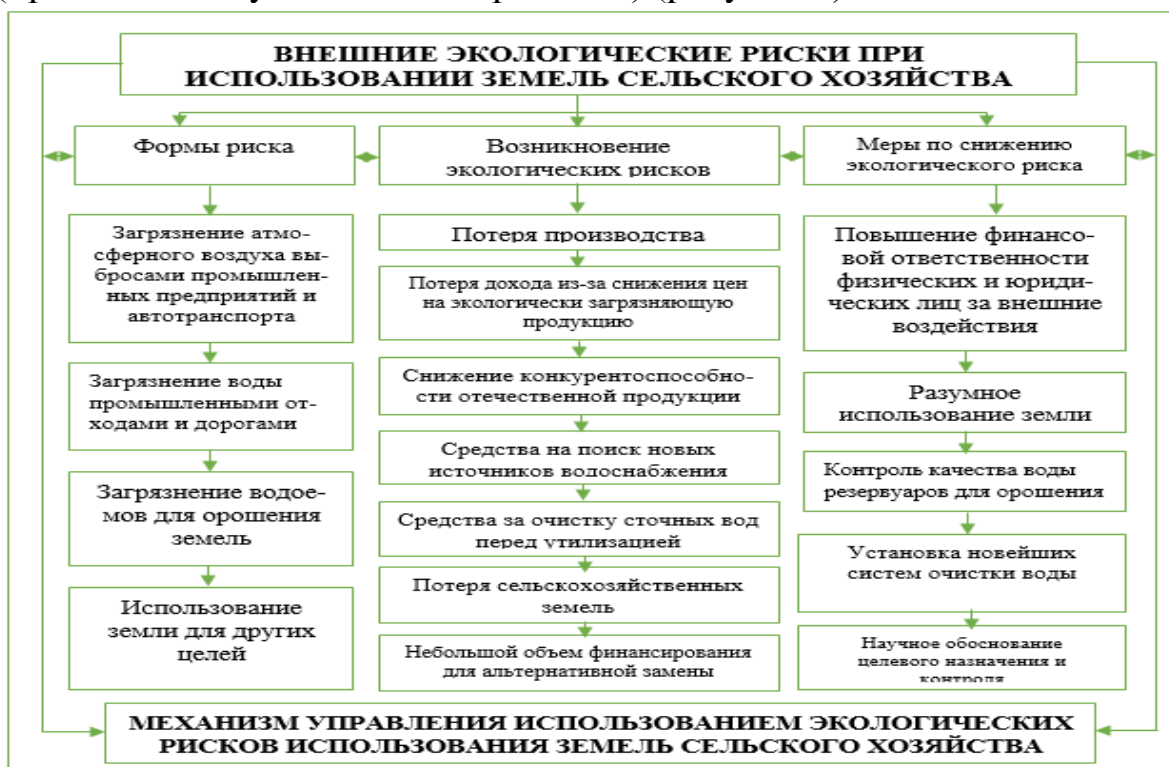 ВНЕШНИЕ ЭКОЛОГИЧЕСКИЕ РИСКИ ПРИ
ИСПОЛЬЗОВАНИИ ЗЕМЕЛЬ СЕЛЬСКОГО ХОЗЯЙСТВА
Формы риска
Возникновение
экологических рисков
Меры по снижению
экологического риска
Загрязнение атмо-
сферного воздуха вы-
бросами промышлен-
ных предприятий и
автотранспорта
Загрязнение воды
промышленными от-
ходами и дорогами
Загрязнение водое-
мов для орошения
земель
Использование
земли для других
целей
Потеря производства
Потеря дохода из-за снижения цен
на экологически загрязняющую
продукцию
Снижение конкурентоспособно-
сти отечественной продукции
Средства на поиск новых
источников водоснабжения
Средства за очистку сточных вод
перед утилизацией
Потеря сельскохозяйственных
земель
Небольшой объем финансирования
для альтернативной замены
Повышение финансо-
вой ответственности
физических и юриди-
ческих лиц за внешние
воздействия
Разумное
использование земли
Контроль качества воды
резервуаров для орошения
Установка новейших
систем очистки воды
Научное обоснование
целевого назначения и
контроля
МЕХАНИЗМ УПРАВЛЕНИЯ ИСПОЛЬЗОВАНИЕМ ЭКОЛОГИЧЕСКИХ
РИСКОВ ИСПОЛЬЗОВАНИЯ ЗЕМЕЛЬ СЕЛЬСКОГО ХОЗЯЙСТВА